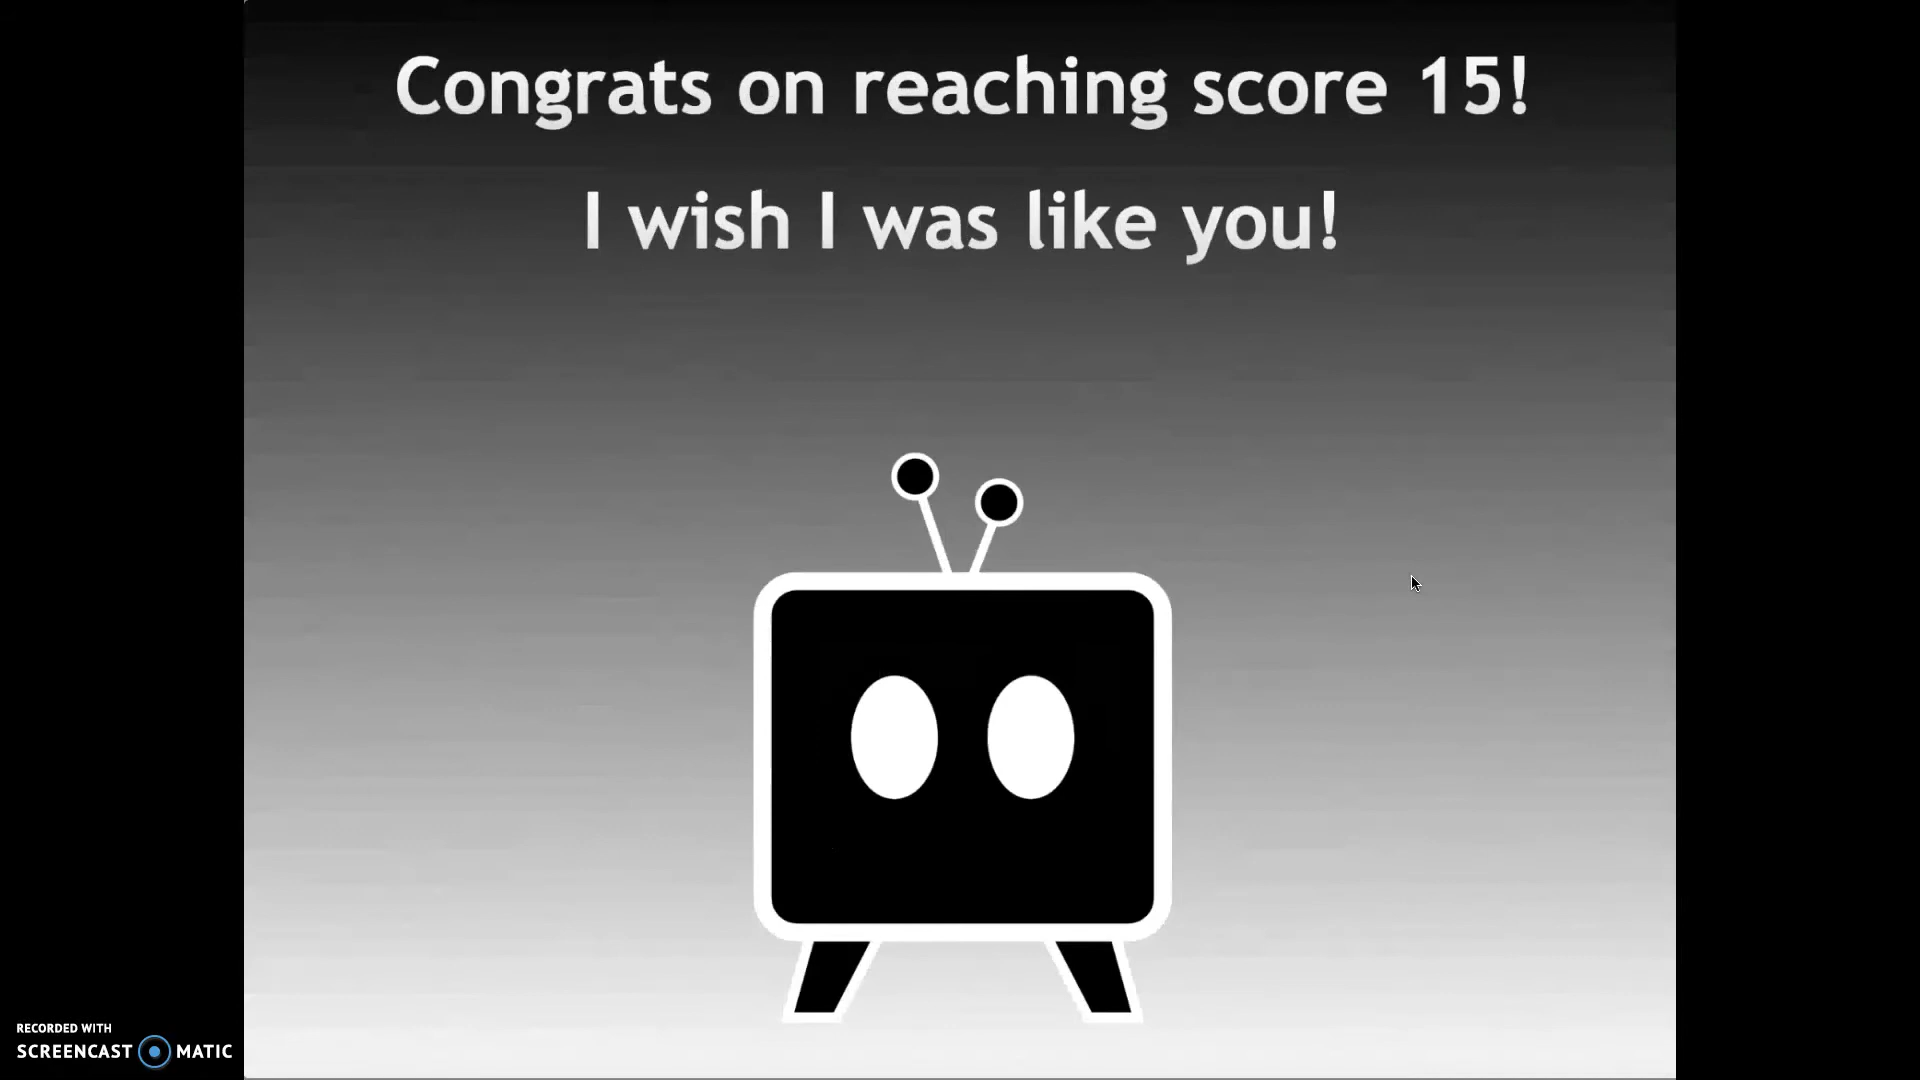 Congrats on reaching score 15!
I wish I was like you!
RECORDED WITH
SCREENCAST MATIC